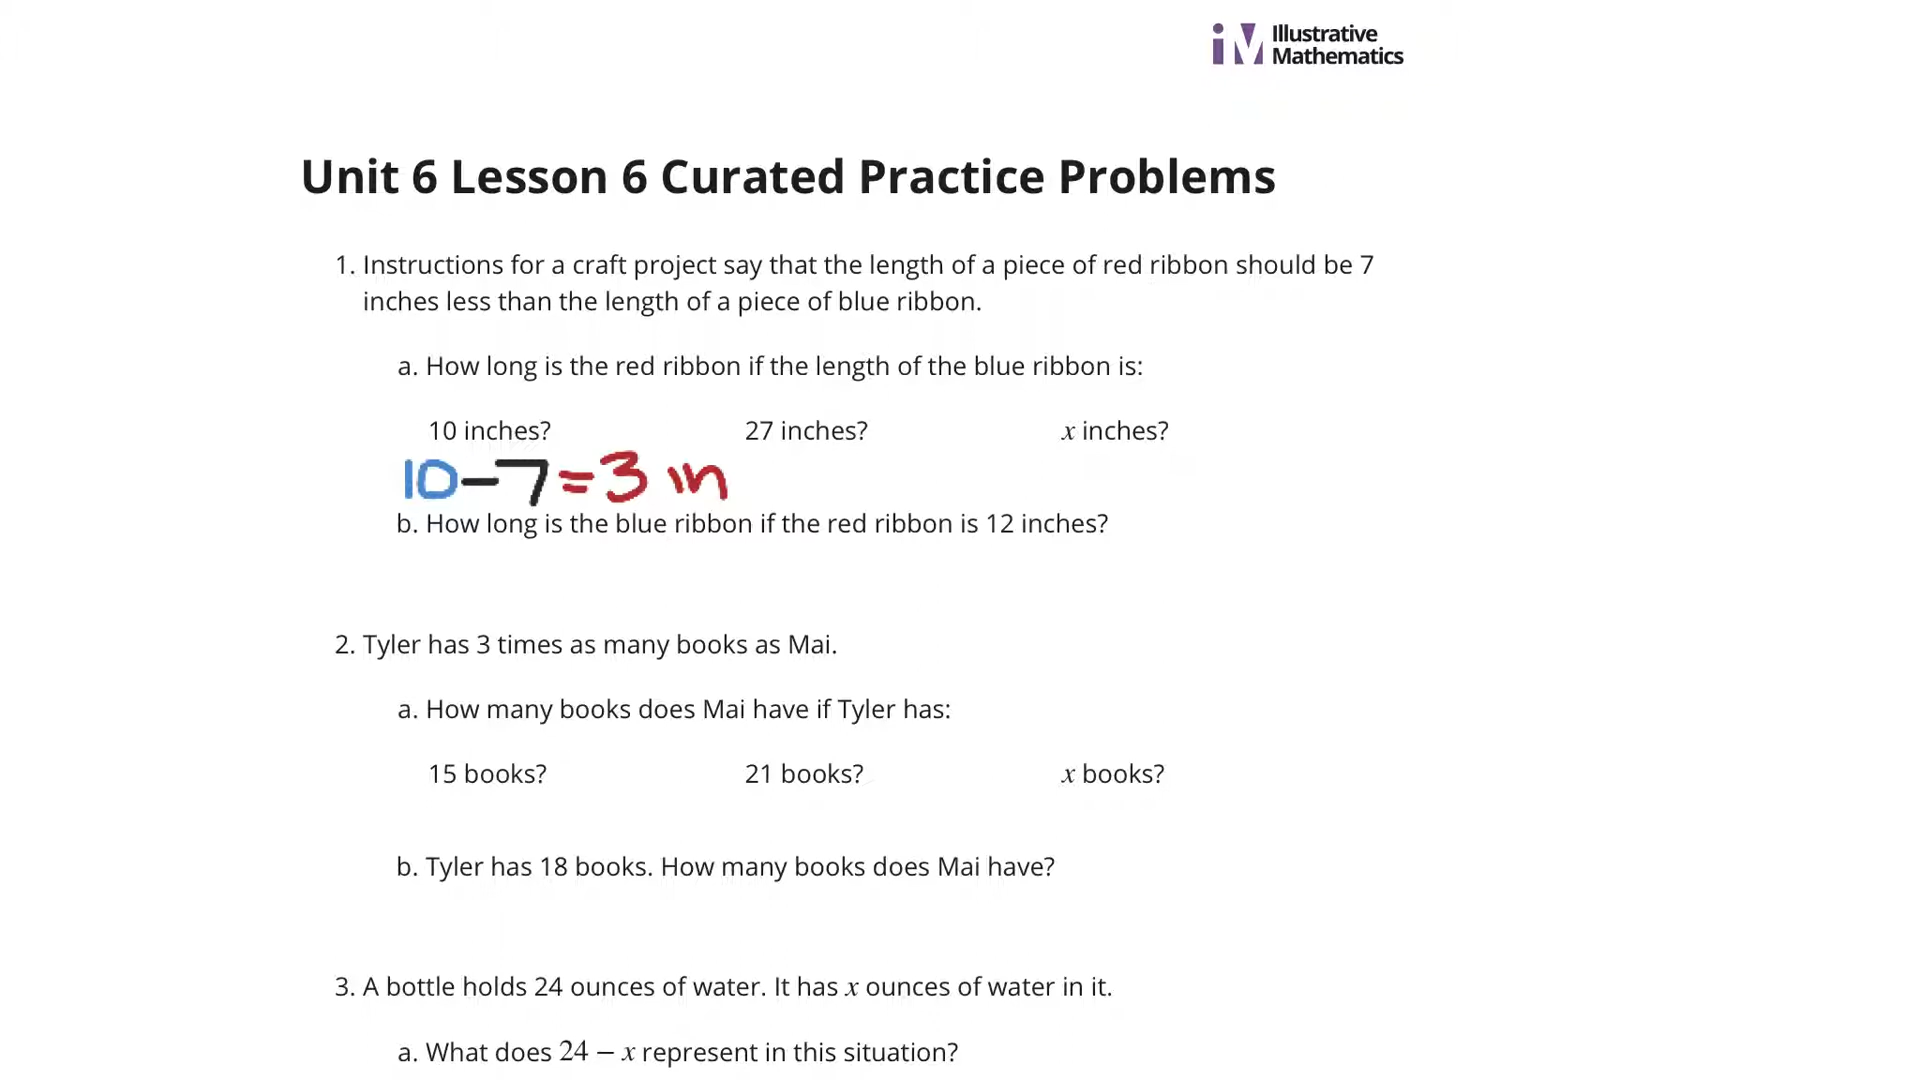 Illustrative
Mathematics
Unit 6 Lesson 6 Curated Practice Problems
1. Instructions for a craft project say that the length of a piece of red ribbon should be 7
inches less than the length of a piece of blue ribbon.
a. How long is the red ribbon if the length of the blue ribbon is:
10 inches? 27 inches? x inches?
10-7=3 in
b. How long is the blue ribbon if the red ribbon is 12 inches?
2. Tyler has 3 times as many books as Mai.
a. How many books does Mai have if Tyler has:
15 books? 21 books? x books?
b. Tyler has 18 books. How many books does Mai have?
3. A bottle holds 24 ounces of water. It has x ounces of water in it.
a. What does 24 − x represent in this situation?